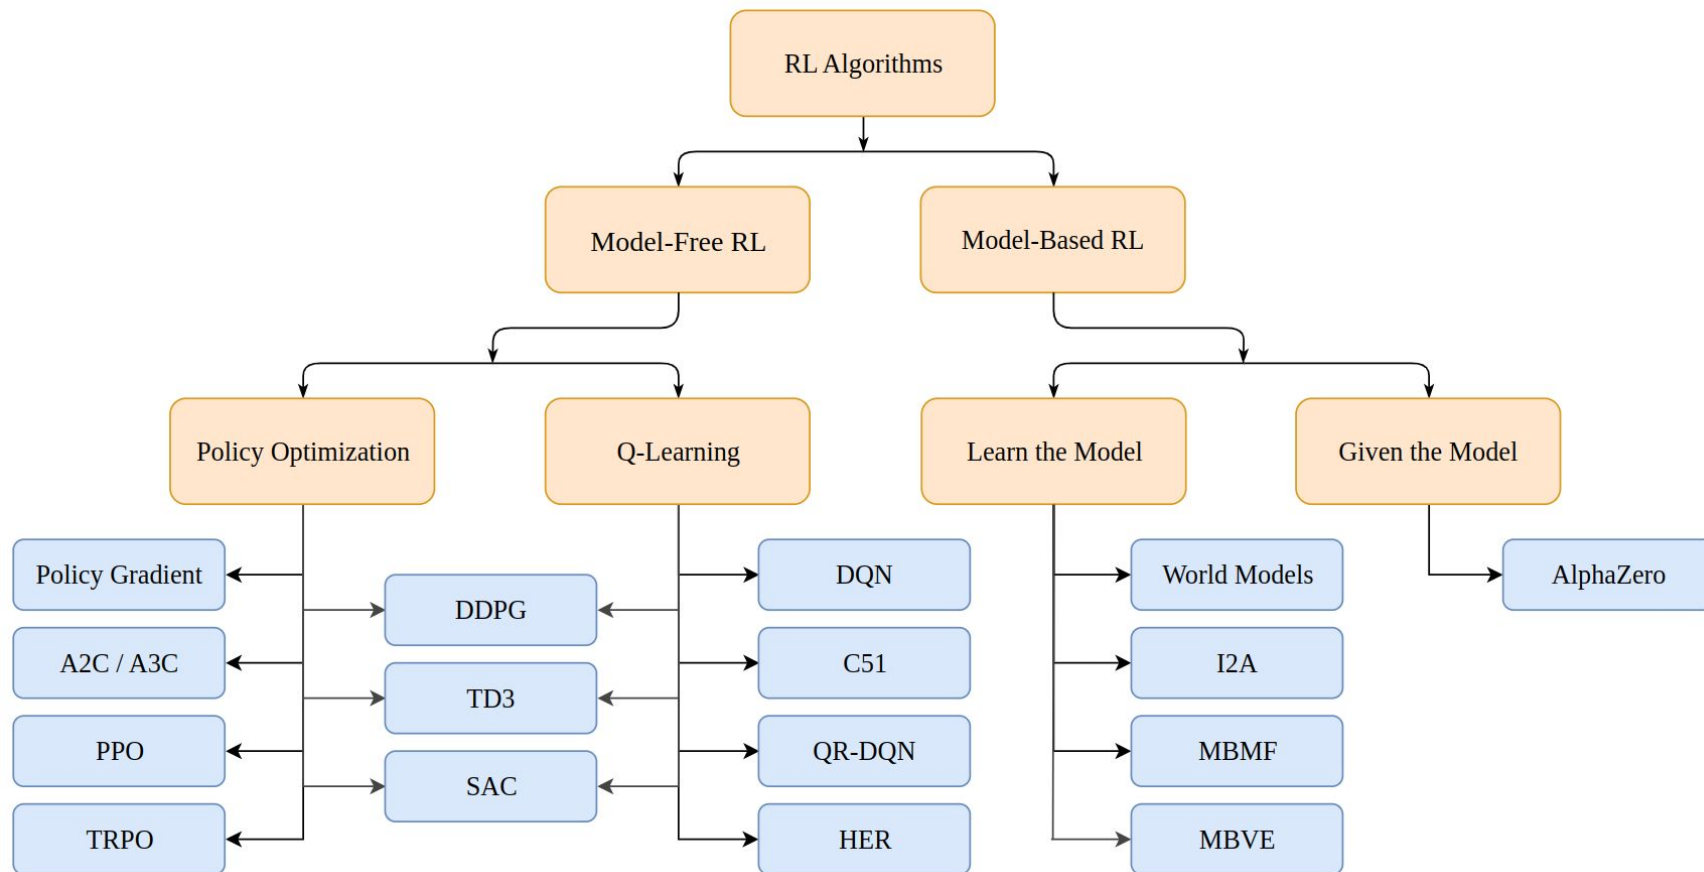 RL Algorithms
Model-Free RL
Model-Based RL
Policy Optimization
Q-Learning
Learn the Model
Given the Model
Policy Gradient
DDPG
DQN
World Models
AlphaZero
A2C / A3C
TD3
C51
I2A
PPO
SAC
QR-DQN
MBMF
TRPO
HER
MBVE